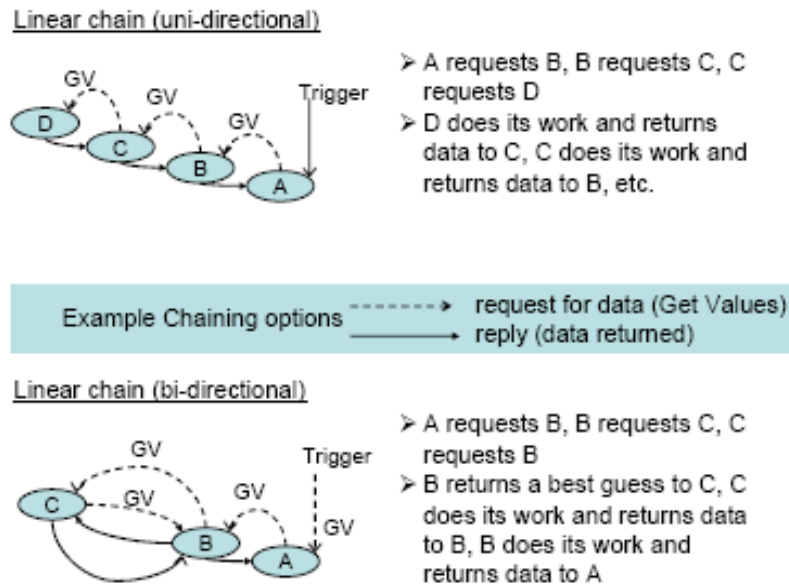 Linear chain (uni-directional)
GV
GV
GV
Trigger
D
C
B
A
➢ A requests B, B requests C, C
requests D
➢ D does its work and returns
data to C, C does its work and
returns data to B, etc.
Example Chaining options
request for data (Get Values)
reply (data returned)
Linear chain (bi-directional)
GV
GV
GV
Trigger
GV
C
B
A
➢ A requests B, B requests C, C
requests B
➢ B returns a best guess to C, C
does its work and returns data
to B, B does its work and
returns data to A